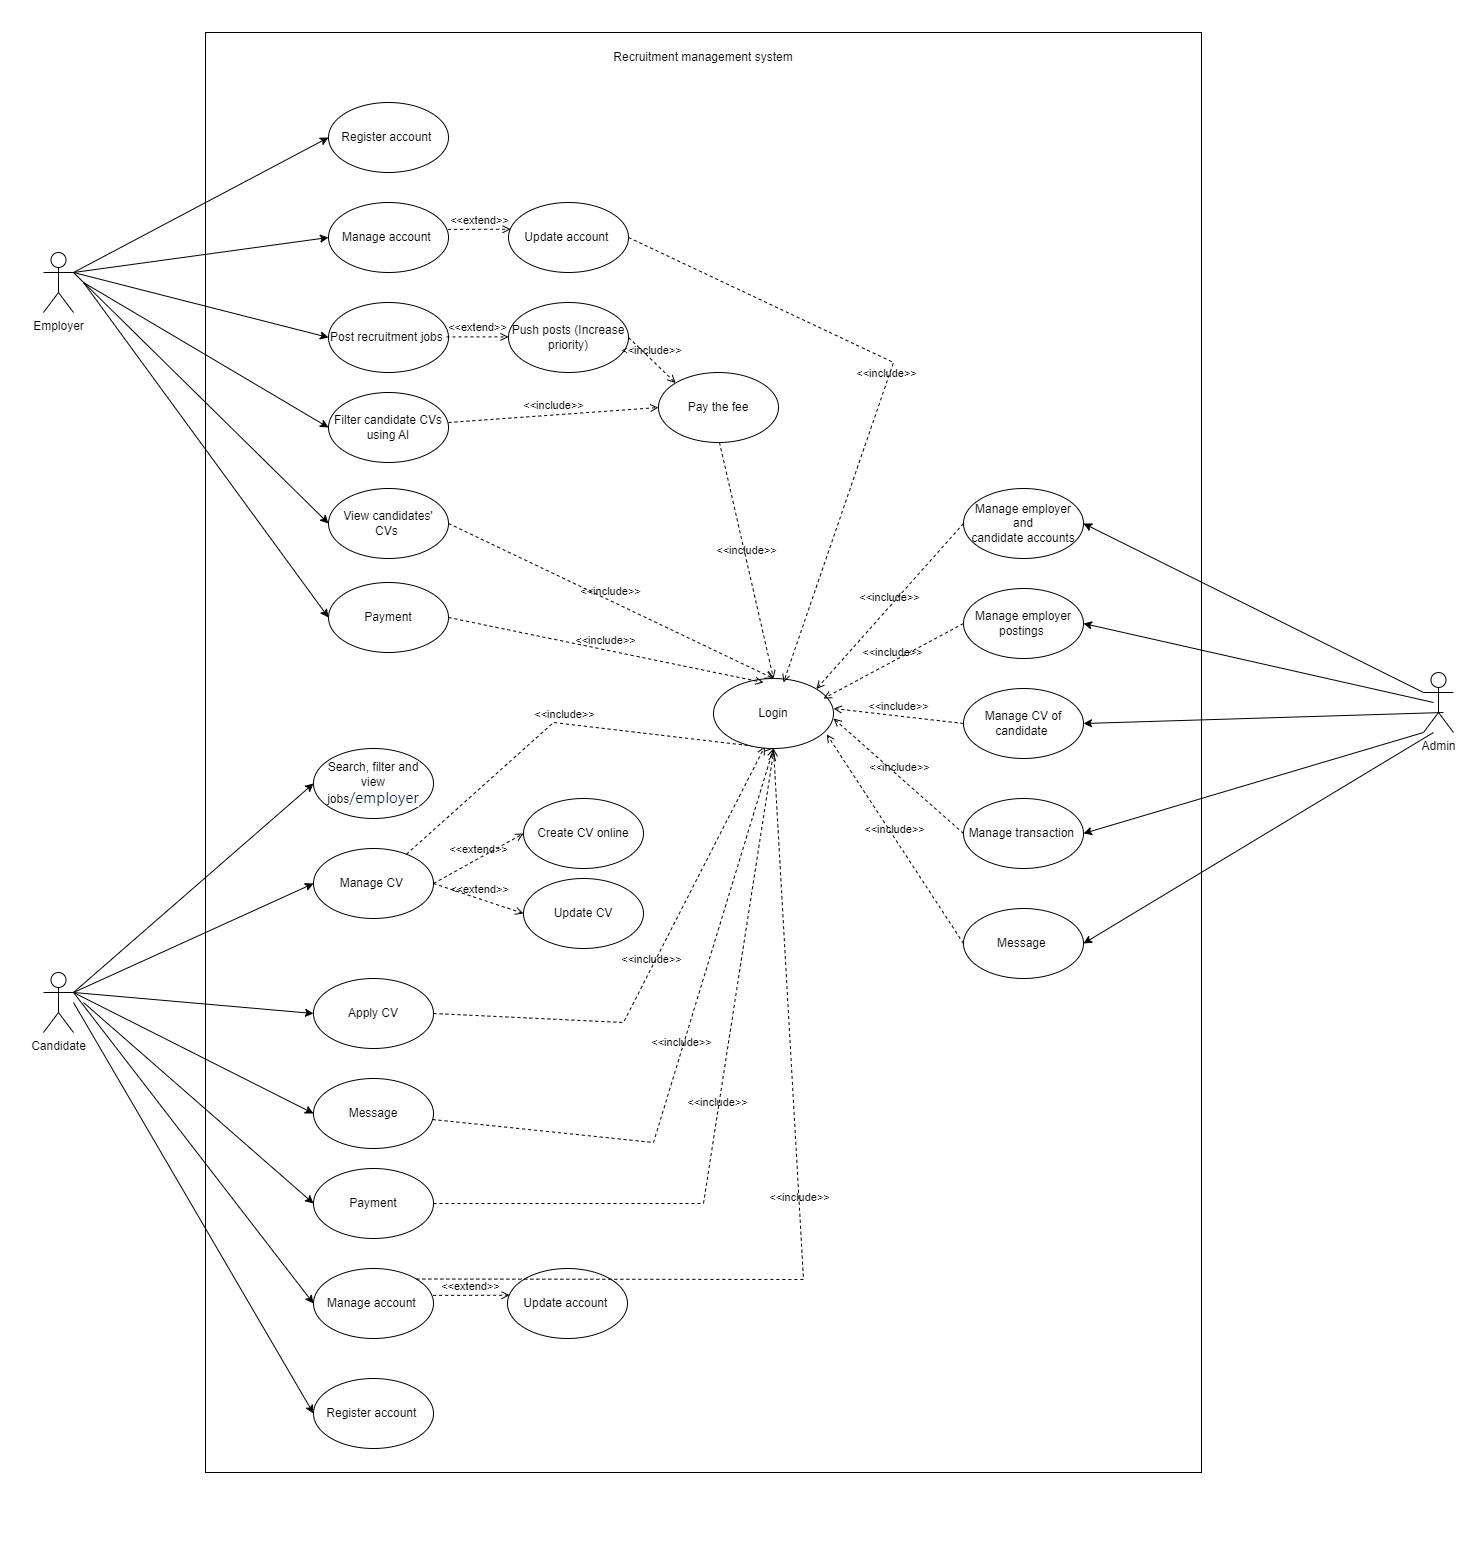 Recruitment management system
Register account
Manage account
<<extend>>
Update account
Employer
Post recruitment jobs
<<extend>>
Push posts (Increase
priority)
<<include>>
<<include>>
Filter candidate CVs
using AI
<<include>>
Pay the fee
View candidates'
CVs
<<include>>
<<include>>
Payment
<<include>>
Manage employer
and
candidate accounts
<<include>>
Manage employer
postings
<<include>>
Login
<<include>>
Manage CV of
candidate
<<include>>
Admin
Search, filter and
view
jobs/employer
<<include>>
Manage transaction
<<include>>
Message
Manage CV
<<extend>>
Create CV online
<<extend>>
Update CV
Candidate
Apply CV
<<include>>
Message
<<include>>
Payment
<<include>>
Manage account
<<extend>>
Update account
<<include>>
Register account